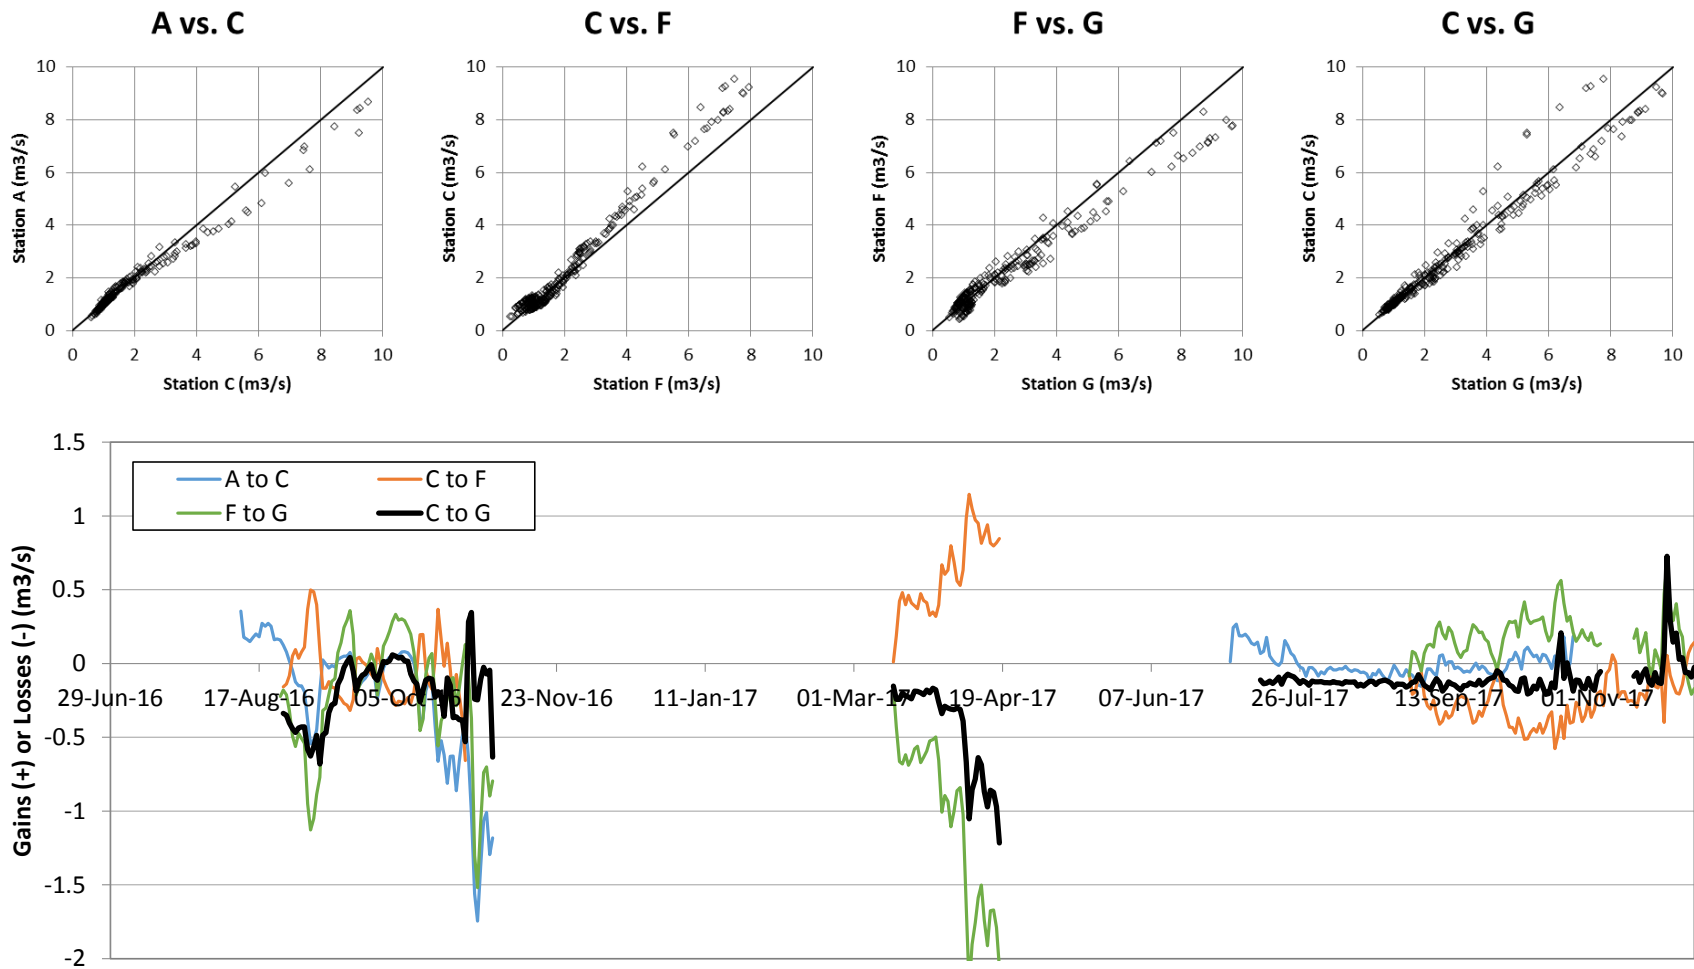 A vs. C
C vs. F
F vs. G
C vs. G
10
8
6
4
2
0
Station A (m3/s)
0 2 4 6 8 10
Station C (m3/s)
10
8
6
4
2
0
Station C (m3/s)
0 2 4 6 8 10
Station F (m3/s)
10
8
6
4
2
0
Station F (m3/s)
0 2 4 6 8 10
Station G (m3/s)
10
8
6
4
2
0
Station C (m3/s)
0 2 4 6 8 10
Station G (m3/s)
Gains (+) or Losses (-) (m3/s)
1.5
1
0.5
0
-0.5
-1
-1.5
-2
A to C
C to F
F to G
C to G
29-Jun-16 17-Aug-16 05-Oct-16 23-Nov-16 11-Jan-17 01-Mar-17 19-Apr-17 07-Jun-17 26-Jul-17 13-Sep-17 01-Nov-17